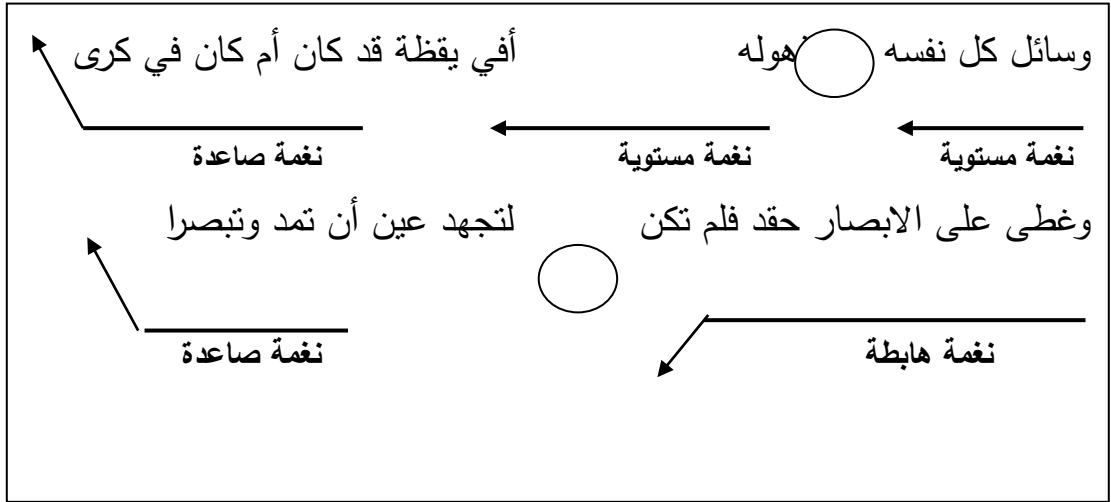 وسائل كل نفسه هوله أفي يقظة قد كان أم كان في كرى
نغمة مستوية نغمة مستوية نغمة صاعدة
وغطى على الابصار حقد فلم تكن لتجهد عين أن تمد وتبصرا
نغمة هابطة نغمة صاعدة